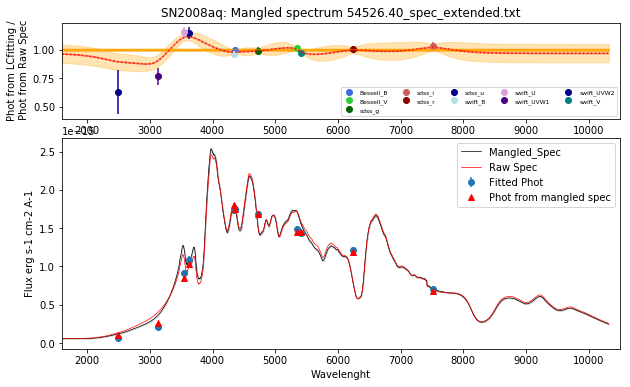 SN2008aq: Mangled spectrum 54526.40_spec_extended.txt
Phot from LCfitting /
Phot from Raw Spec
1.00
0.75
0.50
Bessell_B
Bessell_V
sdss_g
sdss_i
sdss_r
sdss_u
swift_B
swift_U
swift_UVW1
swift_UVW2
swift_V
2000 3000 4000 5000 6000 7000 8000 9000 10000
1e−15
Flux erg s-1 cm-2 A-1
2.5
2.0
1.5
1.0
0.5
0.0
Mangled_Spec
Raw Spec
Fitted Phot
Phot from mangled spec
2000 3000 4000 5000 6000 7000 8000 9000 10000
Wavelenght